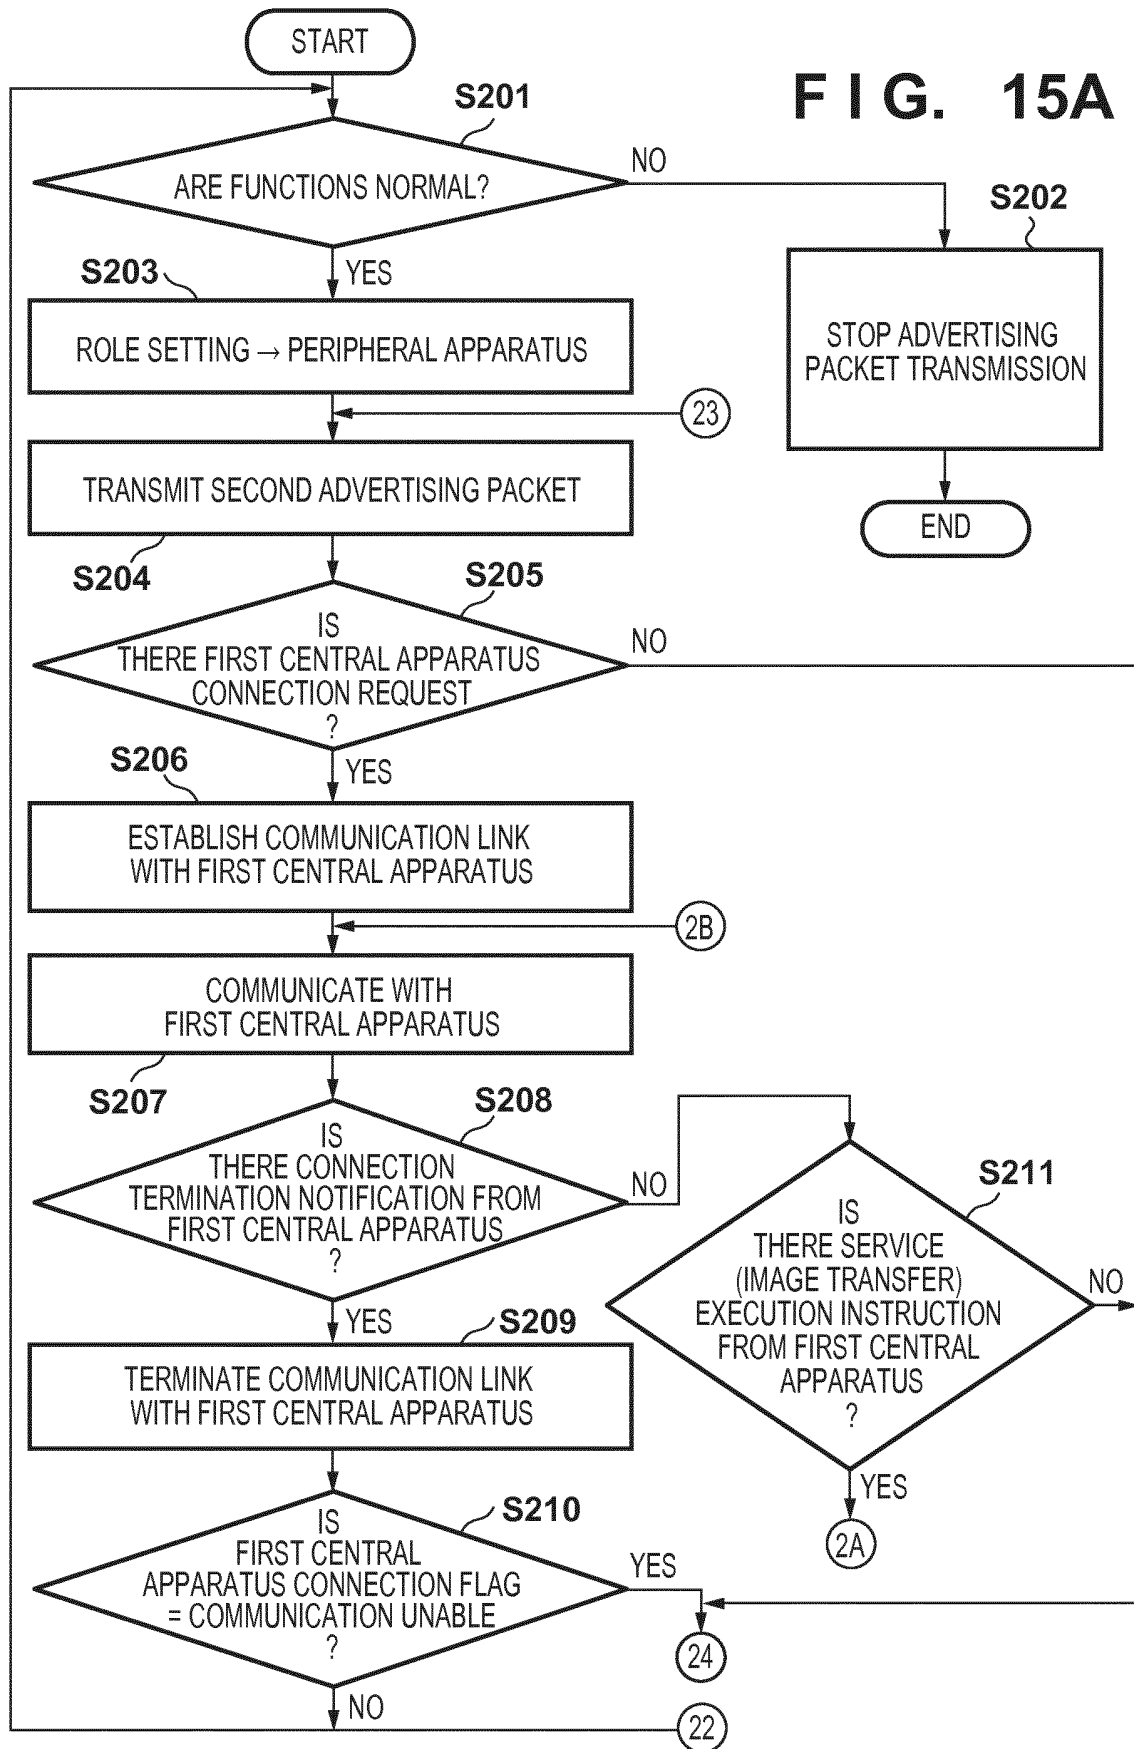 START
F I G. 15A
S201
ARE FUNCTIONS NORMAL?
NO
S202
STOP ADVERTISING
PACKET TRANSMISSION
END
YES
S203
ROLE SETTING → PERIPHERAL APPARATUS
23
TRANSMIT SECOND ADVERTISING PACKET
S204
S205
IS
THERE FIRST CENTRAL APPARATUS
CONNECTION REQUEST
?
NO
YES
S206
ESTABLISH COMMUNICATION LINK
WITH FIRST CENTRAL APPARATUS
2B
COMMUNICATE WITH
FIRST CENTRAL APPARATUS
S207
S208
IS
THERE CONNECTION
TERMINATION NOTIFICATION FROM
FIRST CENTRAL APPARATUS
?
NO
S211
IS
THERE SERVICE
(IMAGE TRANSFER)
EXECUTION INSTRUCTION
FROM FIRST CENTRAL
APPARATUS
?
NO
YES
2A
YES
S209
TERMINATE COMMUNICATION LINK
WITH FIRST CENTRAL APPARATUS
S210
IS
FIRST CENTRAL
APPARATUS CONNECTION FLAG
= COMMUNICATION UNABLE
?
YES
24
NO
22